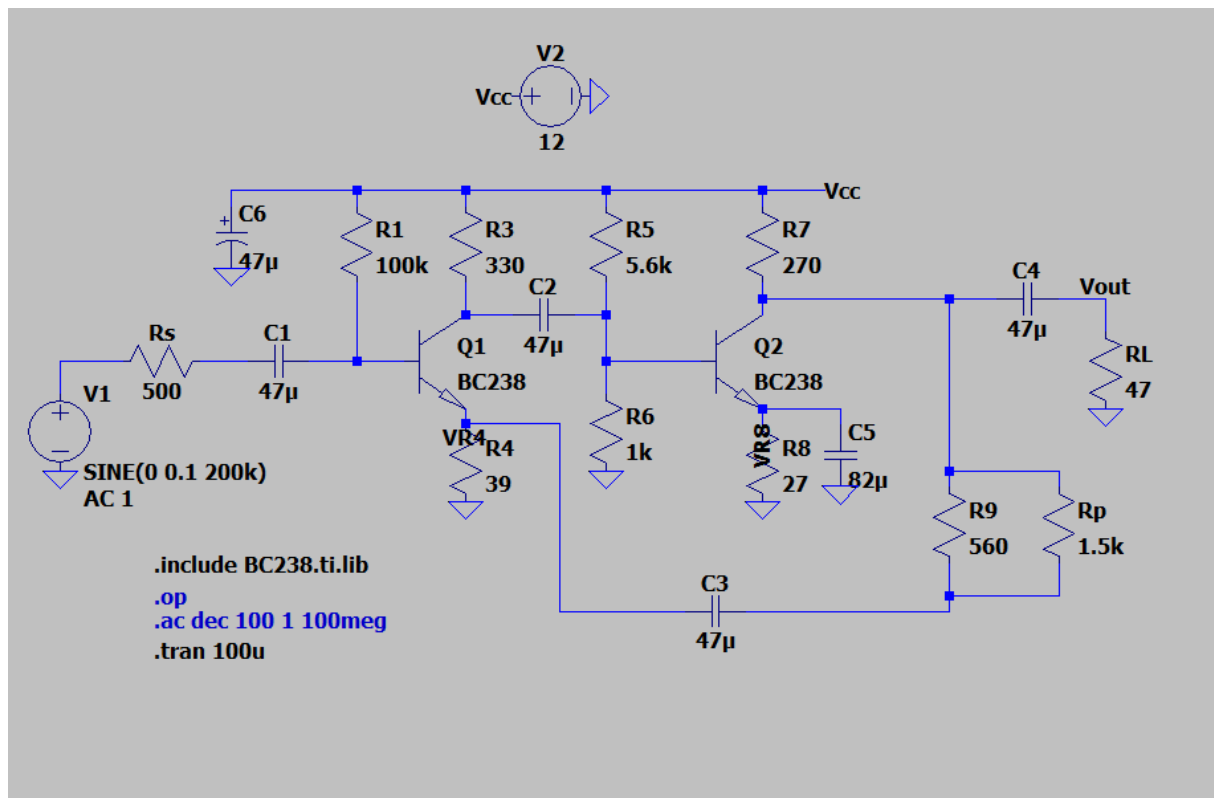 V2
Vcc
12
Vcc
C6
47µ
R1
100k
R3
330
R5
5.6k
R7
270
C2
47µ
C4
47µ
Vout
Rs
500
C1
47µ
Q1
BC238
Q2
BC238
RL
47
V1
SINE(0 0.1 200k)
AC 1
VR4
R4
39
R6
1k
VR8
R8
27
C5
82µ
R9
560
Rp
1.5k
C3
47µ
.include BC238.ti.lib
.op
.ac dec 100 1 100meg
.tran 100u